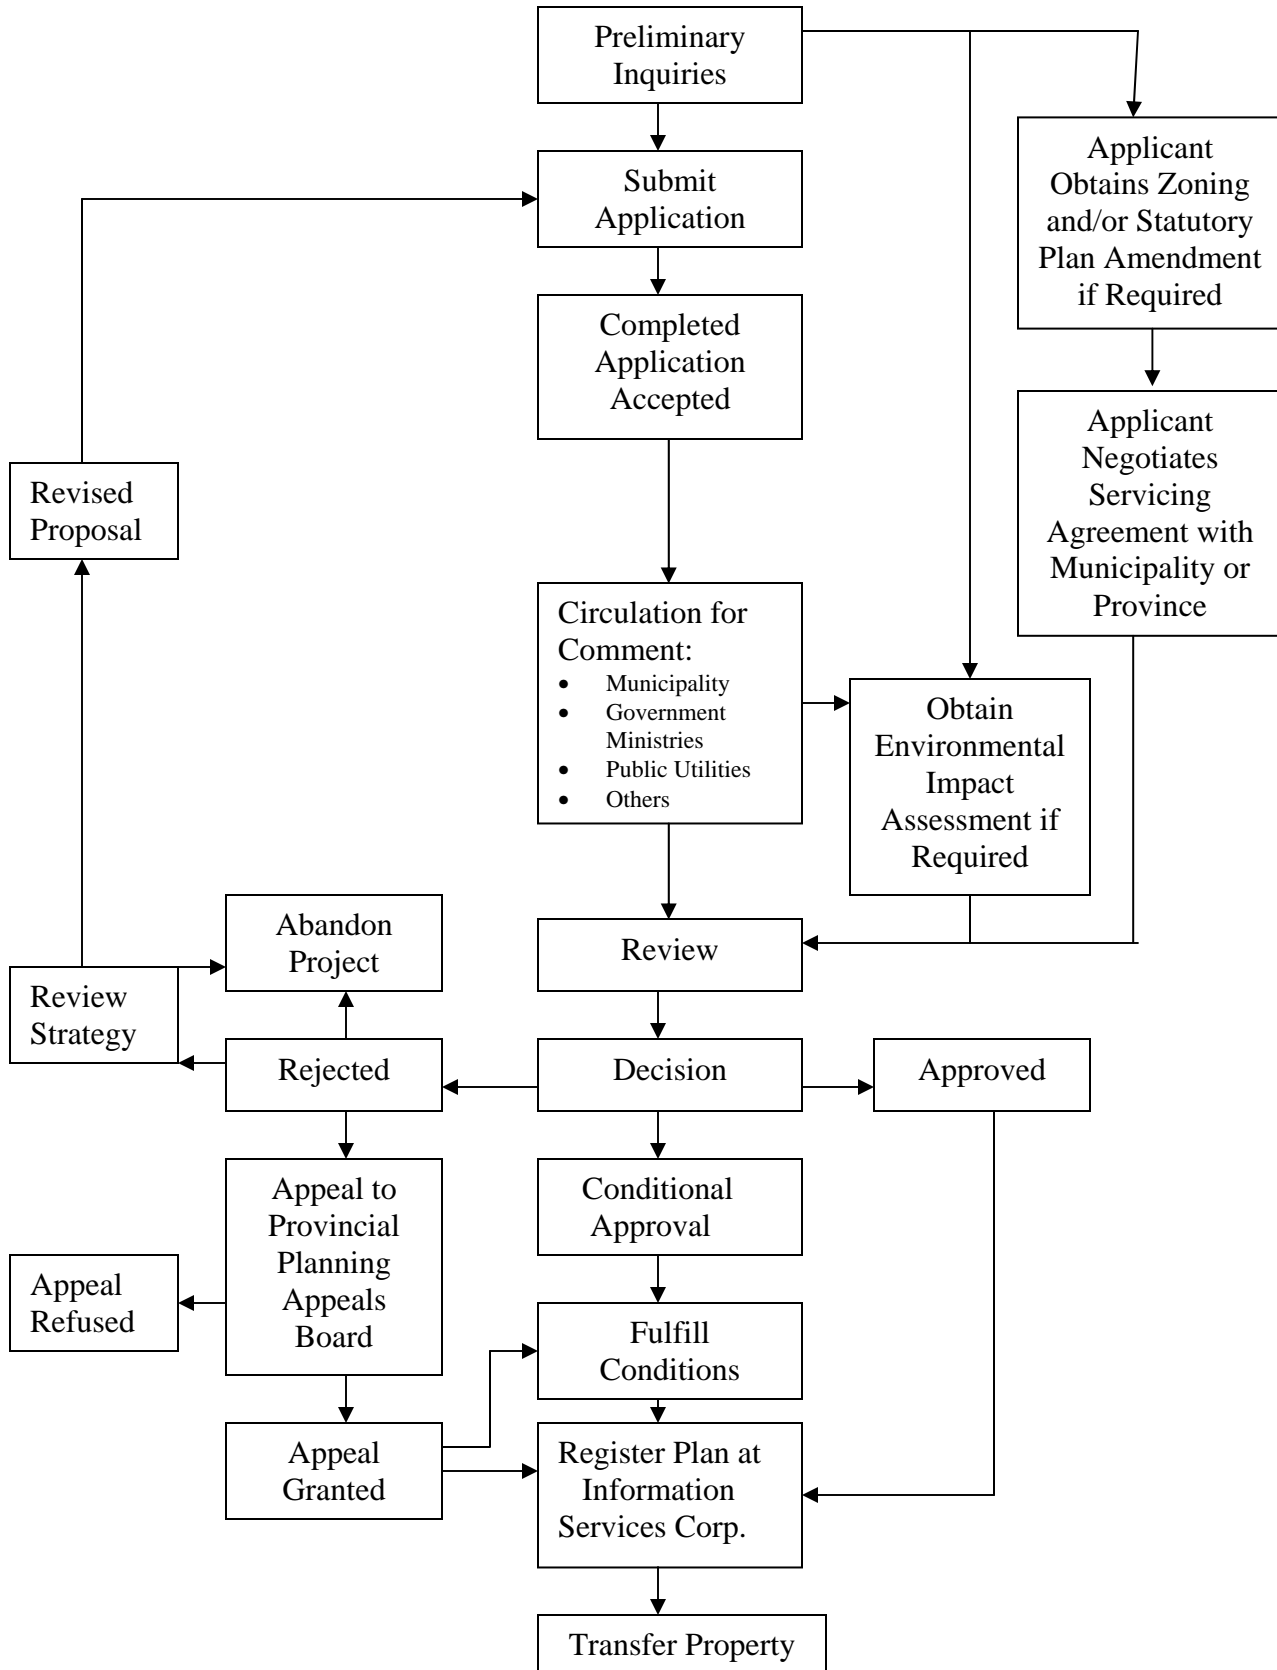 Preliminary
Inquiries
Applicant
Obtains Zoning
and/or Statutory
Plan Amendment
if Required
Submit
Application
Completed
Application
Accepted
Applicant
Negotiates
Servicing
Agreement with
Municipality or
Province
Revised
Proposal
Circulation for
Comment:
• Municipality
• Government
Ministries
• Public Utilities
• Others
Obtain
Environmental
Impact
Assessment if
Required
Abandon
Project
Review
Review
Strategy
Rejected
Decision
Approved
Appeal to
Provincial
Planning
Appeals
Board
Conditional
Approval
Appeal
Refused
Fulfill
Conditions
Appeal
Granted
Register Plan at
Information
Services Corp.
Transfer Property